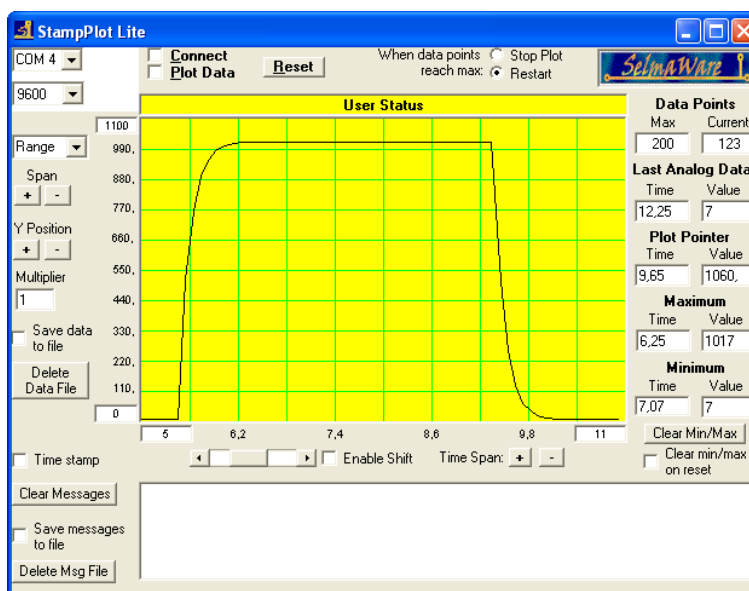 StampPlot Lite
COM 4
9600
Connect
Plot Data
Reset
When data points
reach max:
Stop Plot
Restart
SelmaWare
User Status
1100
990,
880,
770,
660,
550,
440,
330,
220,
110,
0
5
6,2
7,4
8,6
9,8
11
Range
Span
+
-
Y Position
+
-
Multiplier
1
Save data
to file
Delete
Data File
Time stamp
Clear Messages
Save messages
to file
Delete Msg File
Enable Shift
Time Span:
+
-
Data Points
Max Current
200 123
Last Analog Data
Time Value
12,25 7
Plot Pointer
Time Value
9,65 1060,
Maximum
Time Value
6,25 1017
Minimum
Time Value
7,07 7
Clear Min/Max
Clear min/max
on reset